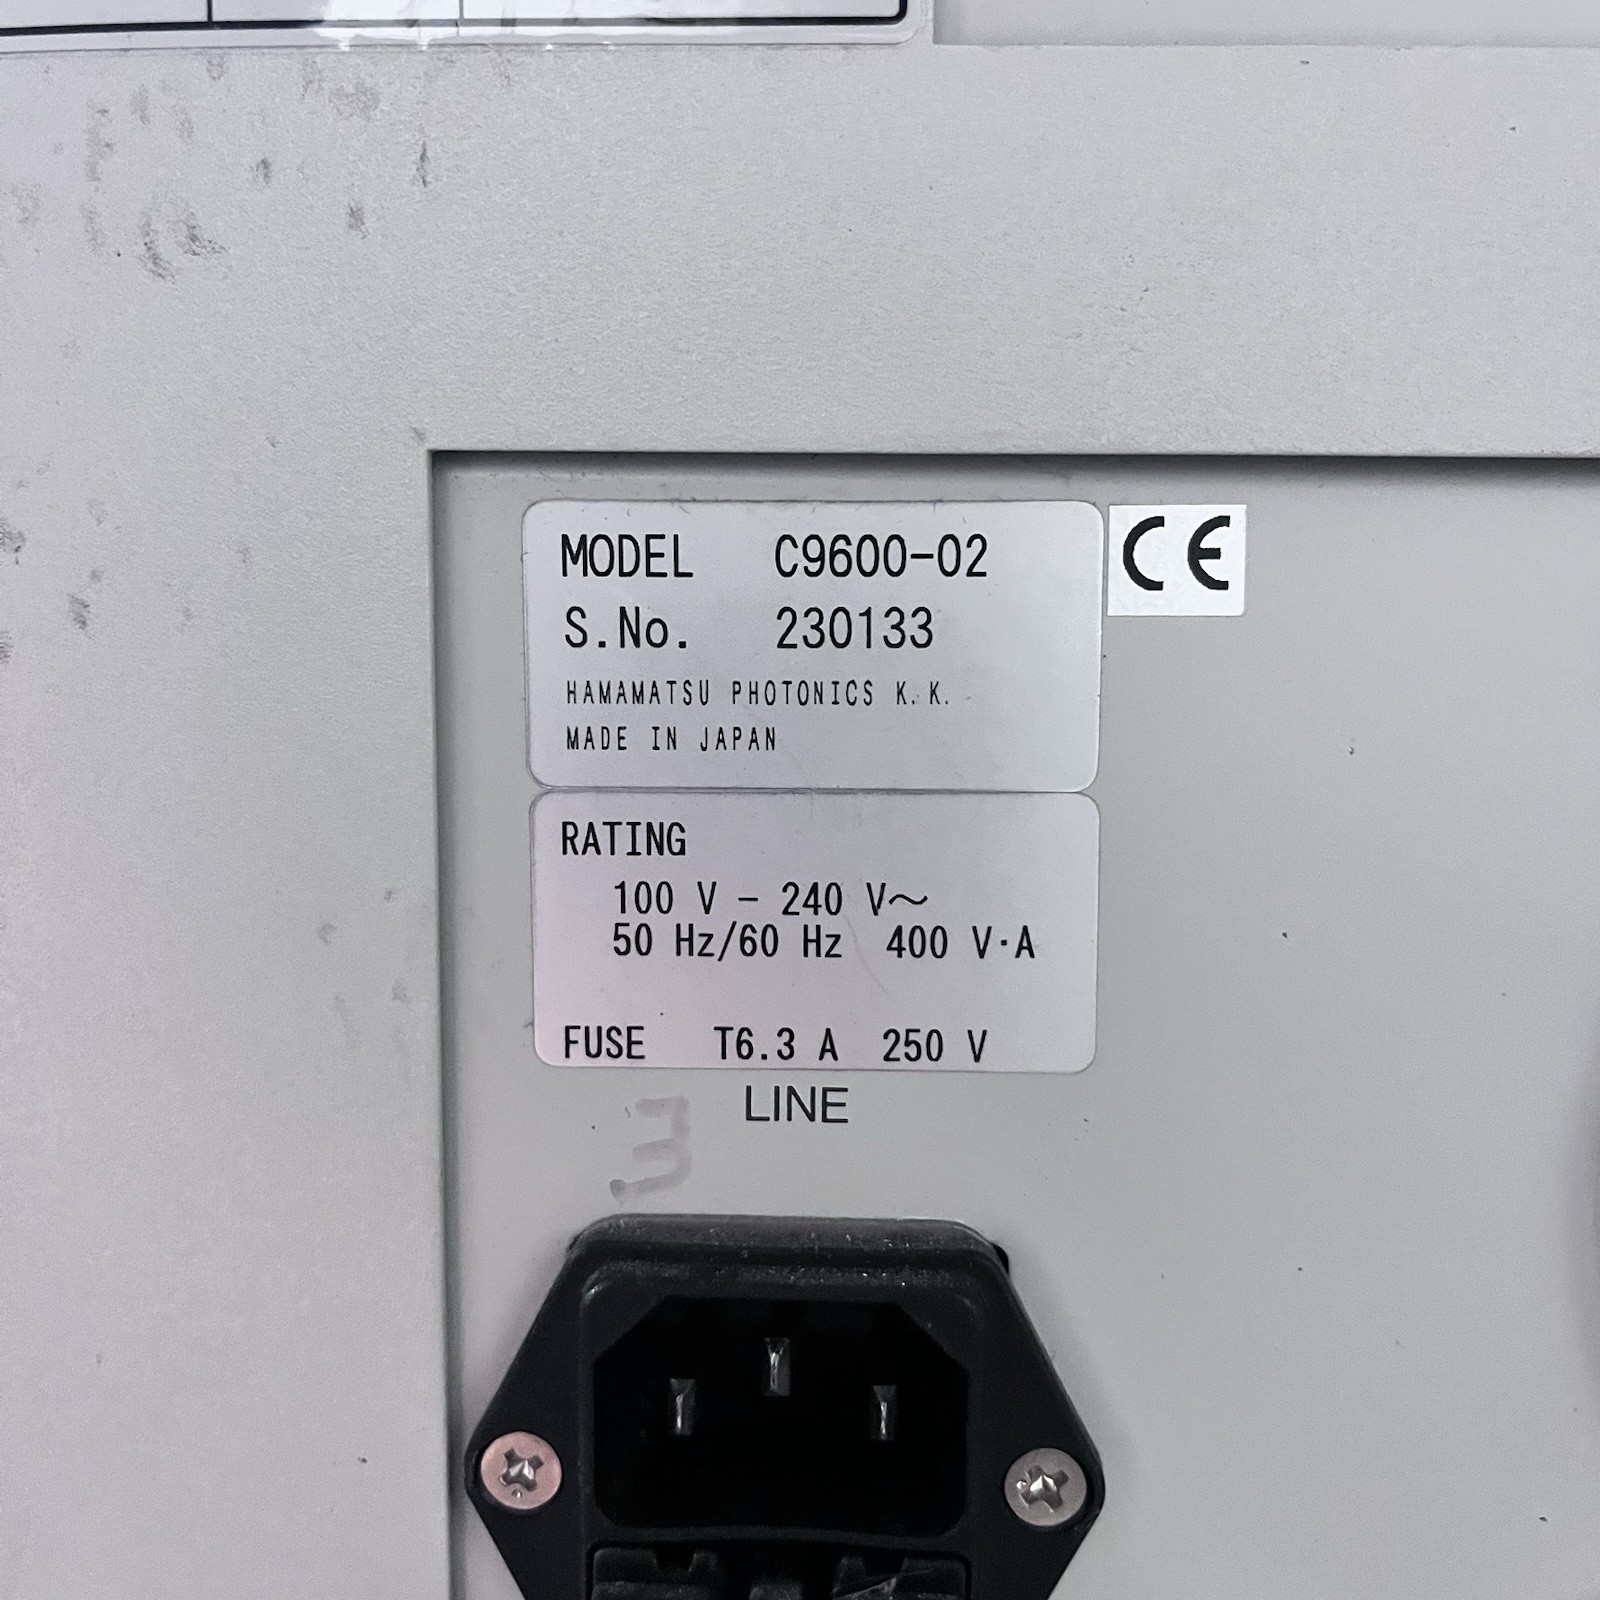 MODEL C9600-02
S.No. 230133
HAMAMATSU PHOTONICS K.K.
MADE IN JAPAN
CE
RATING
100 V - 240 V~
50 Hz/60 Hz 400 V·A
FUSE T6.3 A 250 V
LINE